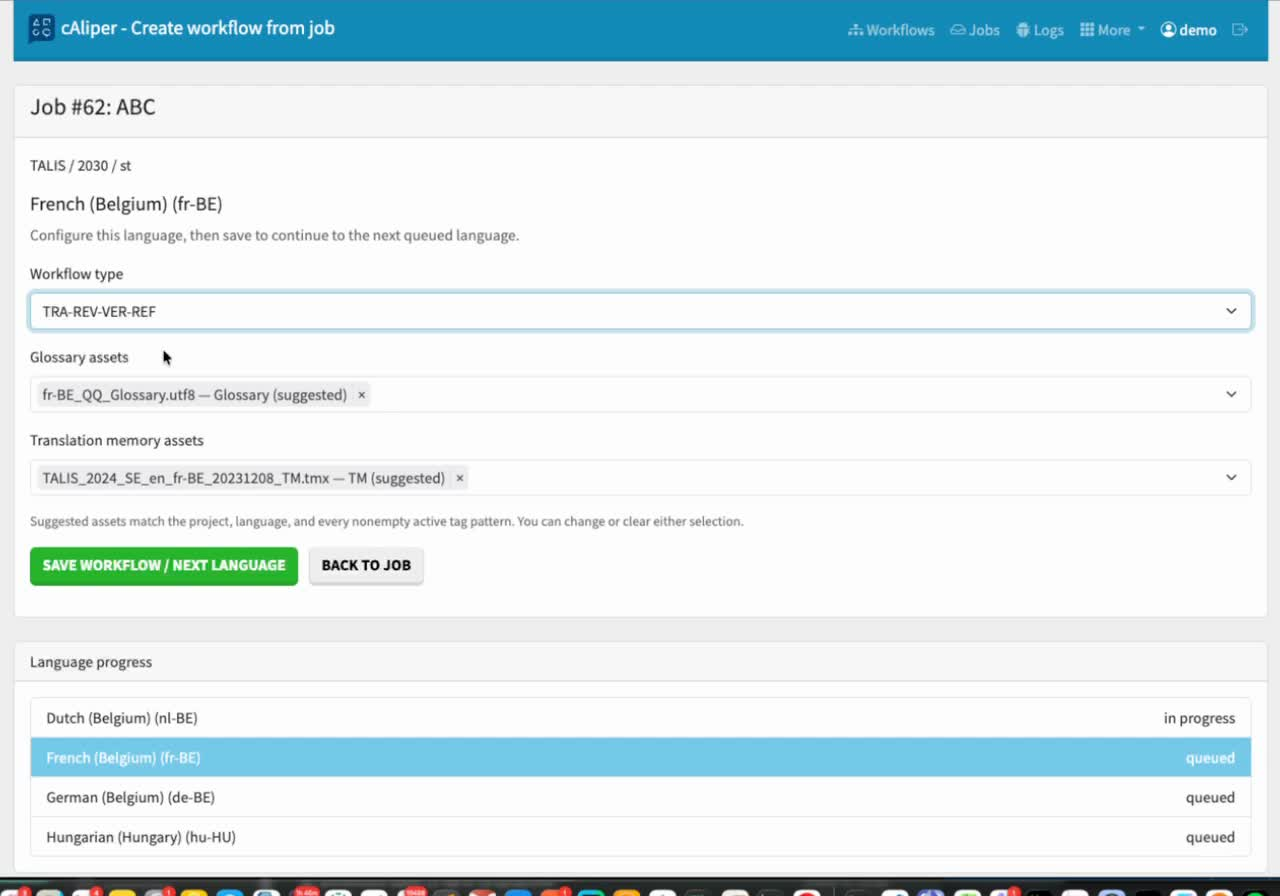 cAliper - Create workflow from job
Workflows Jobs Logs More demo
Job #62: ABC
TALIS / 2030 / st
French (Belgium) (fr-BE)
Configure this language, then save to continue to the next queued language.
Workflow type
TRA-REV-VER-REF
Glossary assets
fr-BE_QQ_Glossary.utf8 — Glossary (suggested) ×
Translation memory assets
TALIS_2024_SE_en_fr-BE_20231208_TM.tmx — TM (suggested) ×
Suggested assets match the project, language, and every nonempty active tag pattern. You can change or clear either selection.
SAVE WORKFLOW / NEXT LANGUAGE BACK TO JOB
Language progress
Dutch (Belgium) (nl-BE) in progress
French (Belgium) (fr-BE) queued
German (Belgium) (de-BE) queued
Hungarian (Hungary) (hu-HU) queued